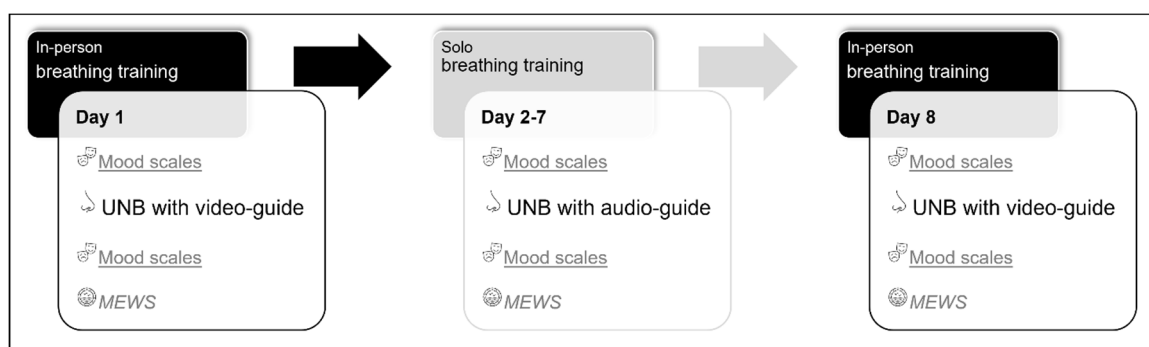 In-person
breathing training
Day 1
Mood scales
UNB with video-guide
Mood scales
MEWS
Solo
breathing training
Day 2-7
Mood scales
UNB with audio-guide
Mood scales
MEWS
In-person
breathing training
Day 8
Mood scales
UNB with video-guide
Mood scales
MEWS